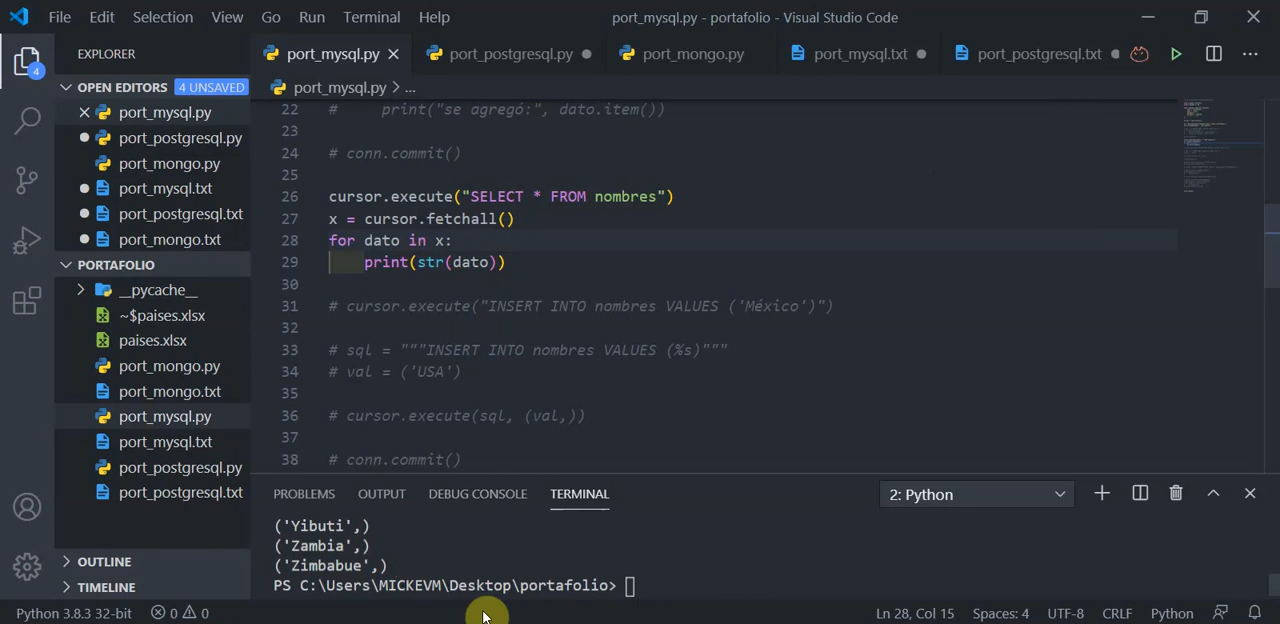 File Edit Selection View Go Run Terminal Help port_mysql.py - portafolio - Visual Studio Code
EXPLORER
OPEN EDITORS 4 UNSAVED
port_mysql.py
port_postgresql.py
port_mongo.py
port_mysql.txt
port_postgresql.txt
port_mongo.txt
PORTAFOLIO
__pycache__
~$paises.xlsx
paises.xlsx
port_mongo.py
port_mongo.txt
port_mysql.py
port_mysql.txt
port_postgresql.py
port_postgresql.txt
OUTLINE
TIMELINE
4
port_mysql.py port_postgresql.py port_mongo.py port_mysql.txt port_postgresql.txt
port_mysql.py > ...
22 #     print("se agregó:", dato.item())
23
24 # conn.commit()
25
26 cursor.execute("SELECT * FROM nombres")
27 x = cursor.fetchall()
28 for dato in x:
29     print(str(dato))
30
31 # cursor.execute("INSERT INTO nombres VALUES ('México')")
32
33 # sql = """INSERT INTO nombres VALUES (%s)"""
34 # val = ('USA')
35
36 # cursor.execute(sql, (val,))
37
38 # conn.commit()
PROBLEMS OUTPUT DEBUG CONSOLE TERMINAL 2: Python
('Yibuti',)
('Zambia',)
('Zimbabue',)
PS C:\Users\MICKEVM\Desktop\portafolio>
Python 3.8.3 32-bit 0 0 Ln 28, Col 15 Spaces: 4 UTF-8 CRLF Python